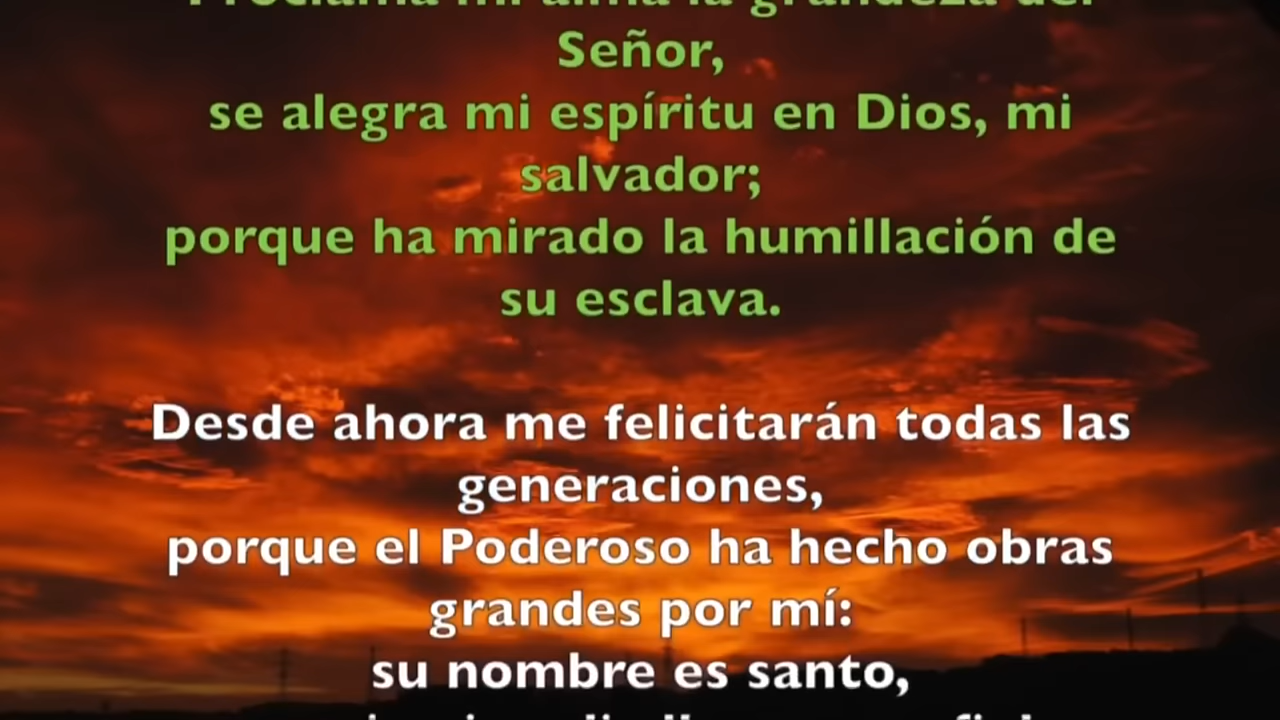 Proclama mi alma la grandeza del
Señor,
se alegra mi espíritu en Dios, mi
salvador;
porque ha mirado la humillación de
su esclava.
Desde ahora me felicitarán todas las
generaciones,
porque el Poderoso ha hecho obras
grandes por mí:
su nombre es santo,